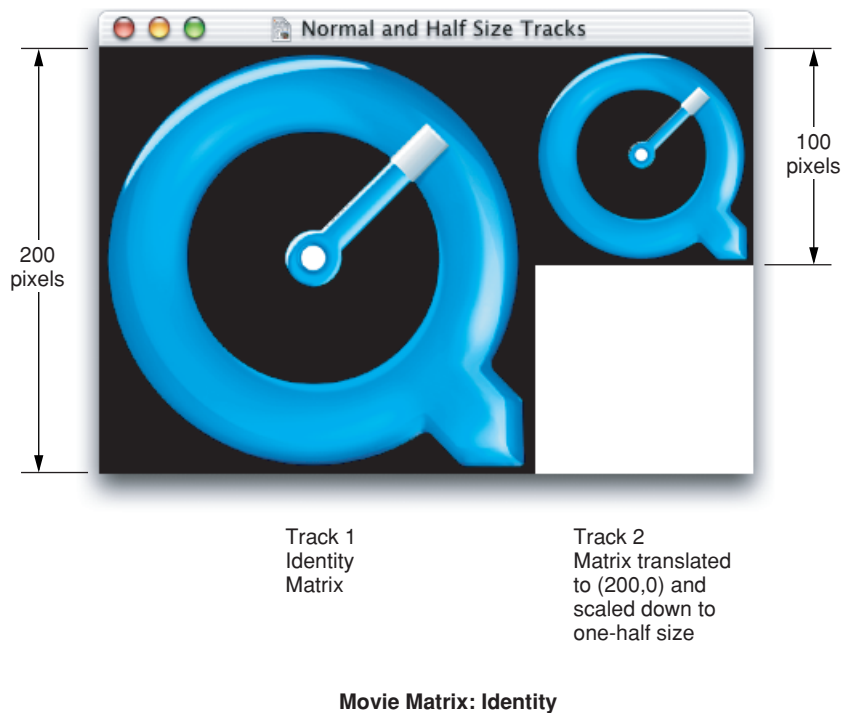 Normal and Half Size Tracks
200
pixels
100
pixels
Track 1
Identity
Matrix
Track 2
Matrix translated
to (200,0) and
scaled down to
one-half size
Movie Matrix: Identity